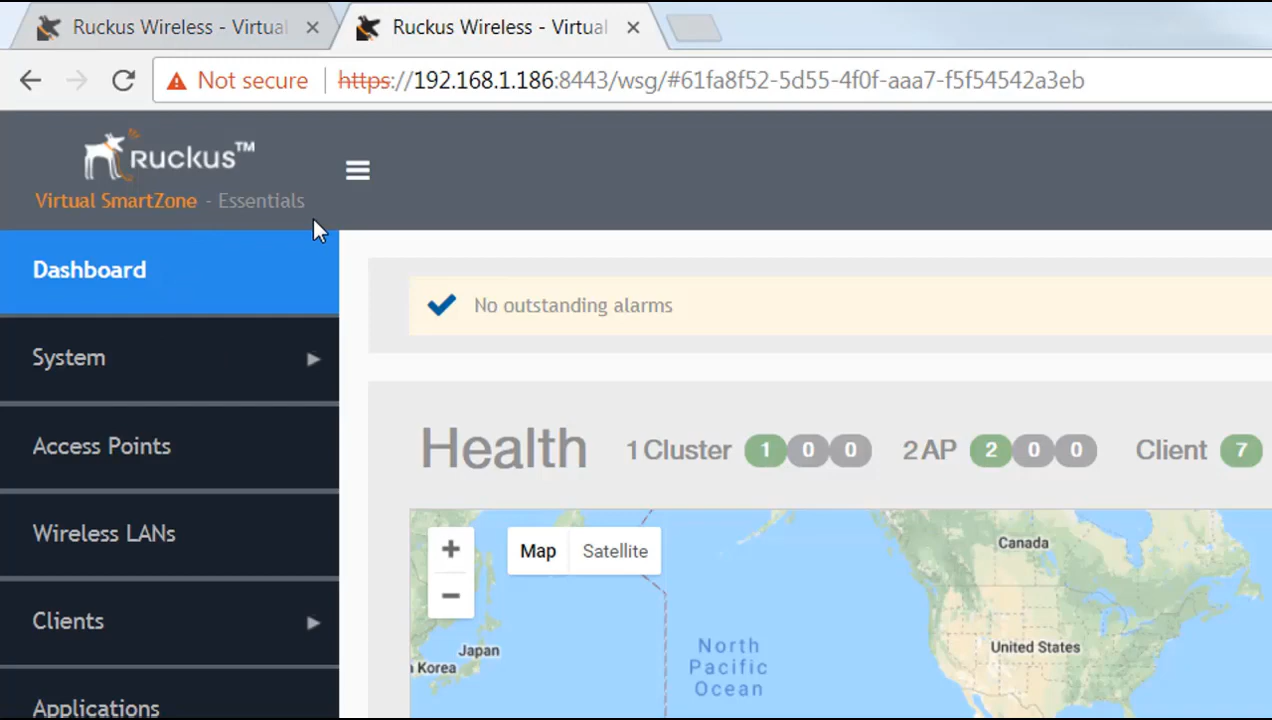 Ruckus Wireless - Virtual
Ruckus Wireless - Virtual
Not secure https://192.168.1.186:8443/wsg/#61fa8f52-5d55-4f0f-aaa7-f5f54542a3eb
Ruckus™
Virtual SmartZone - Essentials
Dashboard
No outstanding alarms
System
Access Points
Health 1 Cluster 1 0 0 2 AP 2 0 0 Client 7
Wireless LANs
+
Map Satellite
−
Canada
Clients
Japan
Korea
North
Pacific
Ocean
United States
Applications